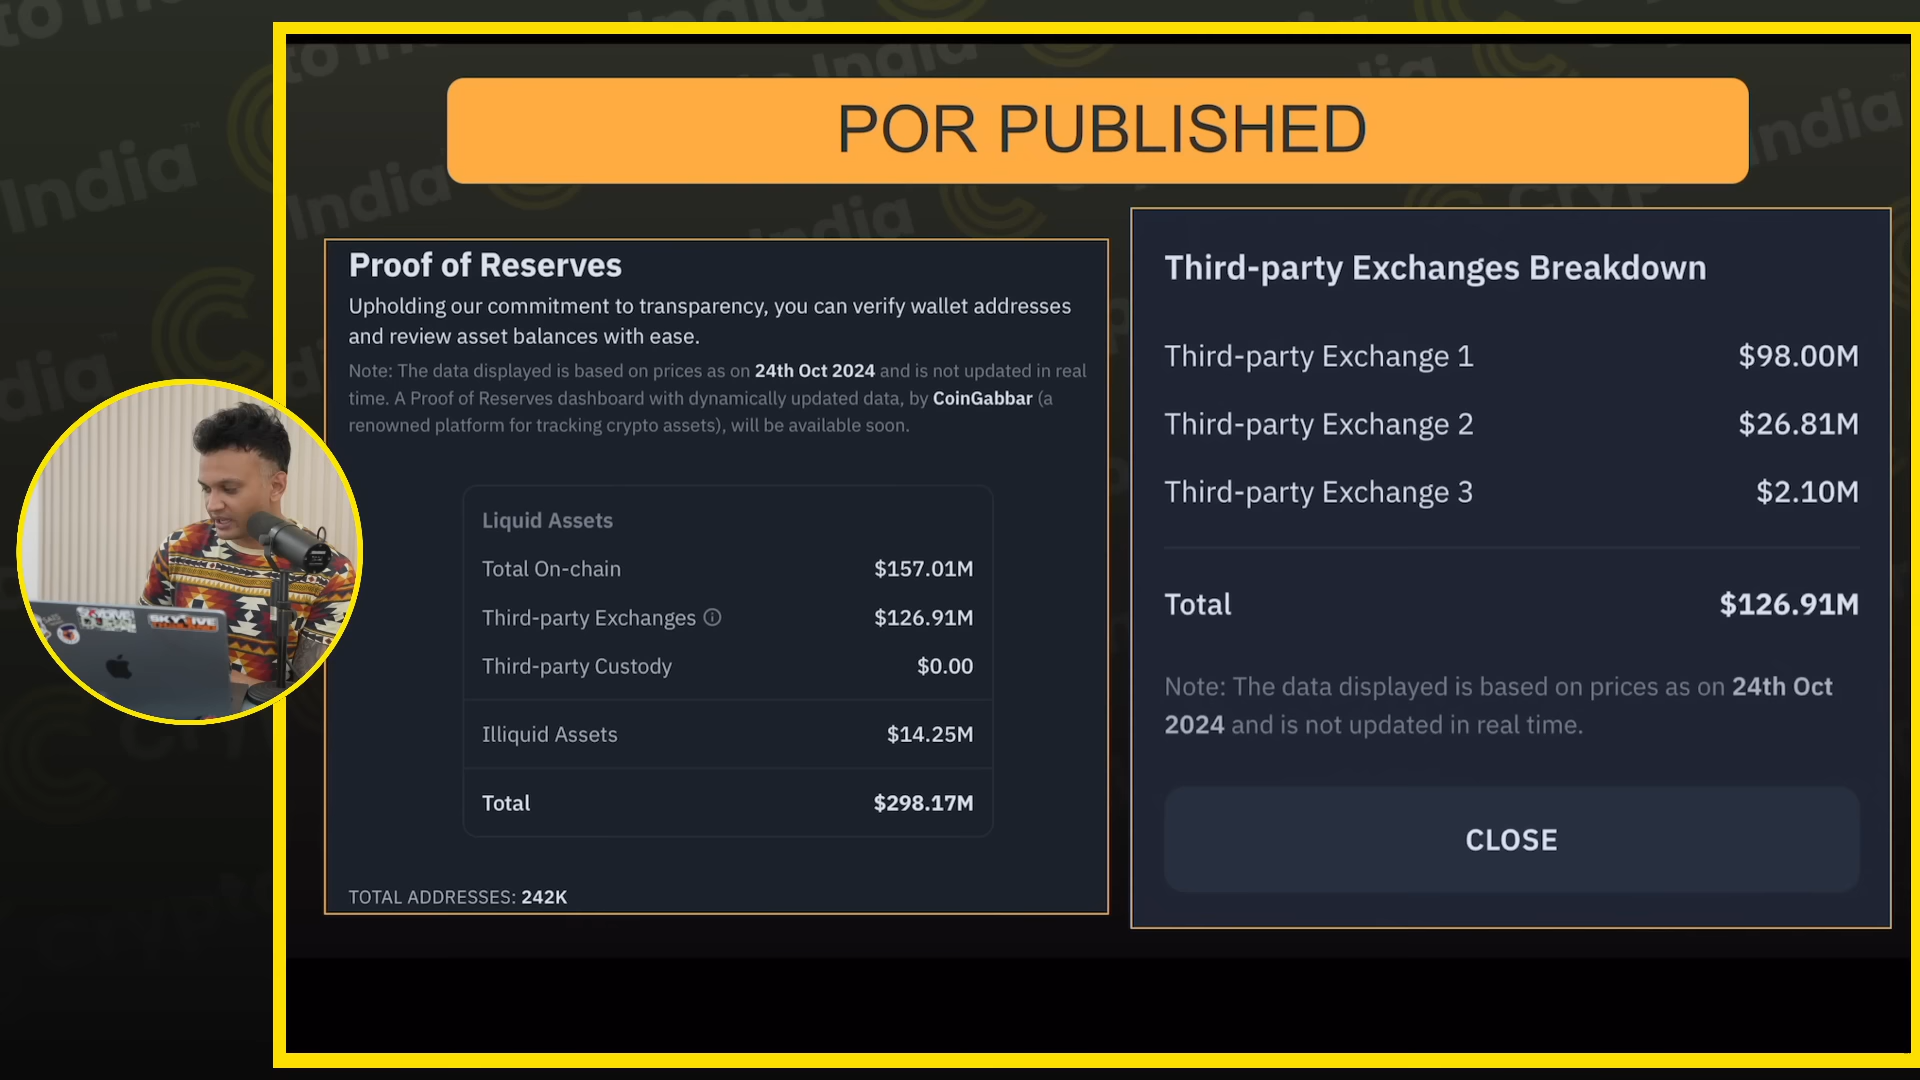 POR PUBLISHED
Proof of Reserves
Upholding our commitment to transparency, you can verify wallet addresses
and review asset balances with ease.
Note: The data displayed is based on prices as on 24th Oct 2024 and is not updated in real
time. A Proof of Reserves dashboard with dynamically updated data, by CoinGabbar (a
renowned platform for tracking crypto assets), will be available soon.
Liquid Assets
Total On-chain $157.01M
Third-party Exchanges $126.91M
Third-party Custody $0.00
Illiquid Assets $14.25M
Total $298.17M
TOTAL ADDRESSES: 242K
Third-party Exchanges Breakdown
Third-party Exchange 1 $98.00M
Third-party Exchange 2 $26.81M
Third-party Exchange 3 $2.10M
Total $126.91M
Note: The data displayed is based on prices as on 24th Oct
2024 and is not updated in real time.
CLOSE
India
India
India